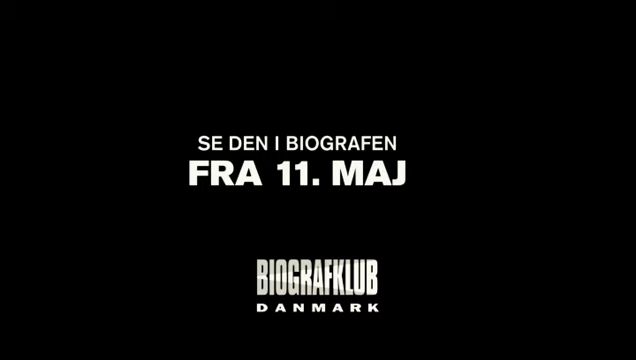 SE DEN I BIOGRAFEN
FRA 11. MAJ
BIOGRAFKLUB
DANMARK